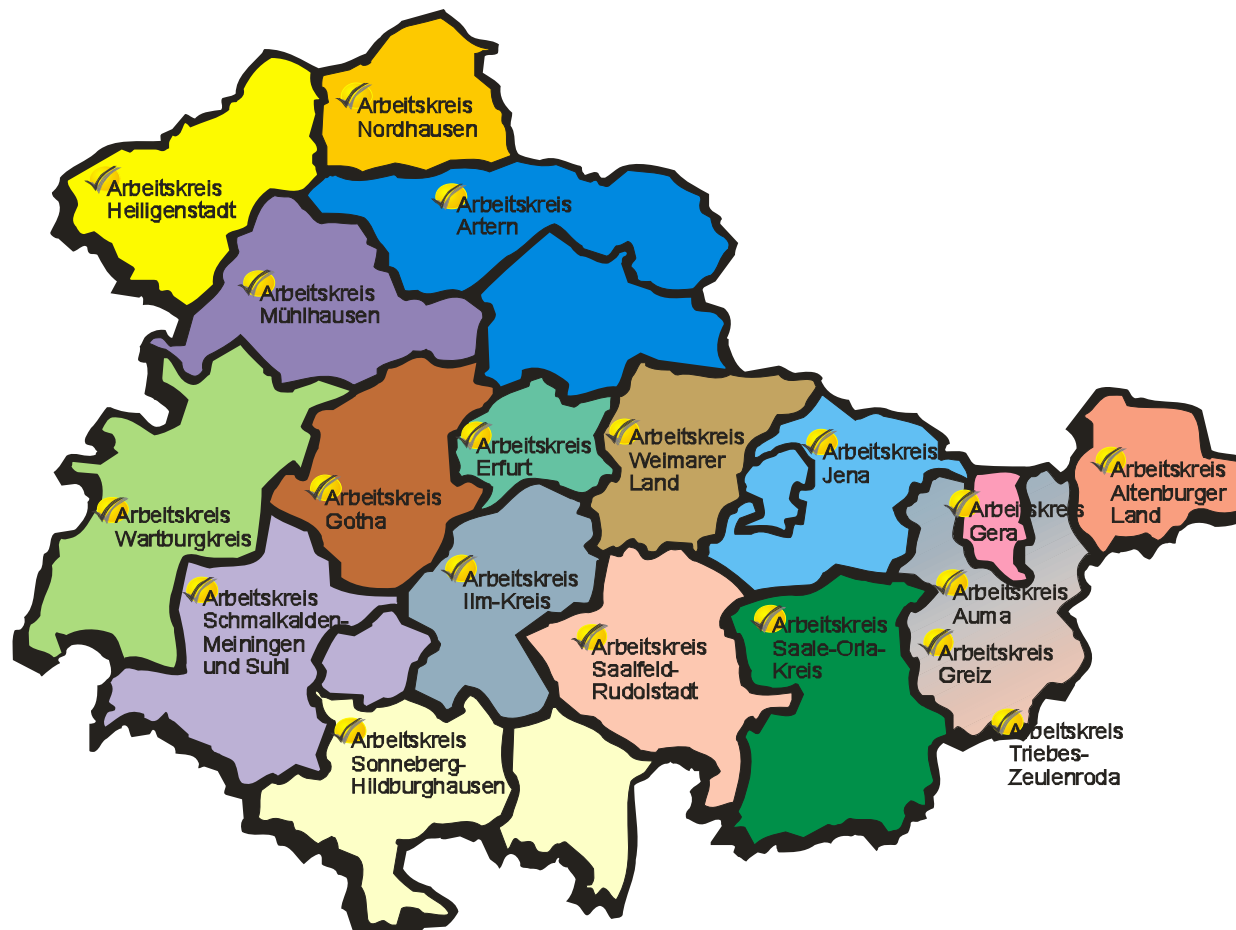 Arbeitskreis
Nordhausen
Arbeitskreis
Heiligenstadt
Arbeitskreis
Artern
Arbeitskreis
Mühlhausen
Arbeitskreis
Erfurt
Arbeitskreis
Weimarer
Land
Arbeitskreis
Jena
Arbeitskreis
Altenburger
Land
Arbeitskreis
Gotha
Arbeitskreis
Wartburgkreis
Arbeitskreis
Gera
Arbeitskreis
Ilm-Kreis
Arbeitskreis
Auma
Arbeitskreis
Schmalkalden-
Meiningen
und Suhl
Arbeitskreis
Saalfeld-
Rudolstadt
Arbeitskreis
Saale-Orla-
Kreis
Arbeitskreis
Greiz
Arbeitskreis
Sonneberg-
Hildburghausen
Arbeitskreis
Triebes-
Zeulenroda